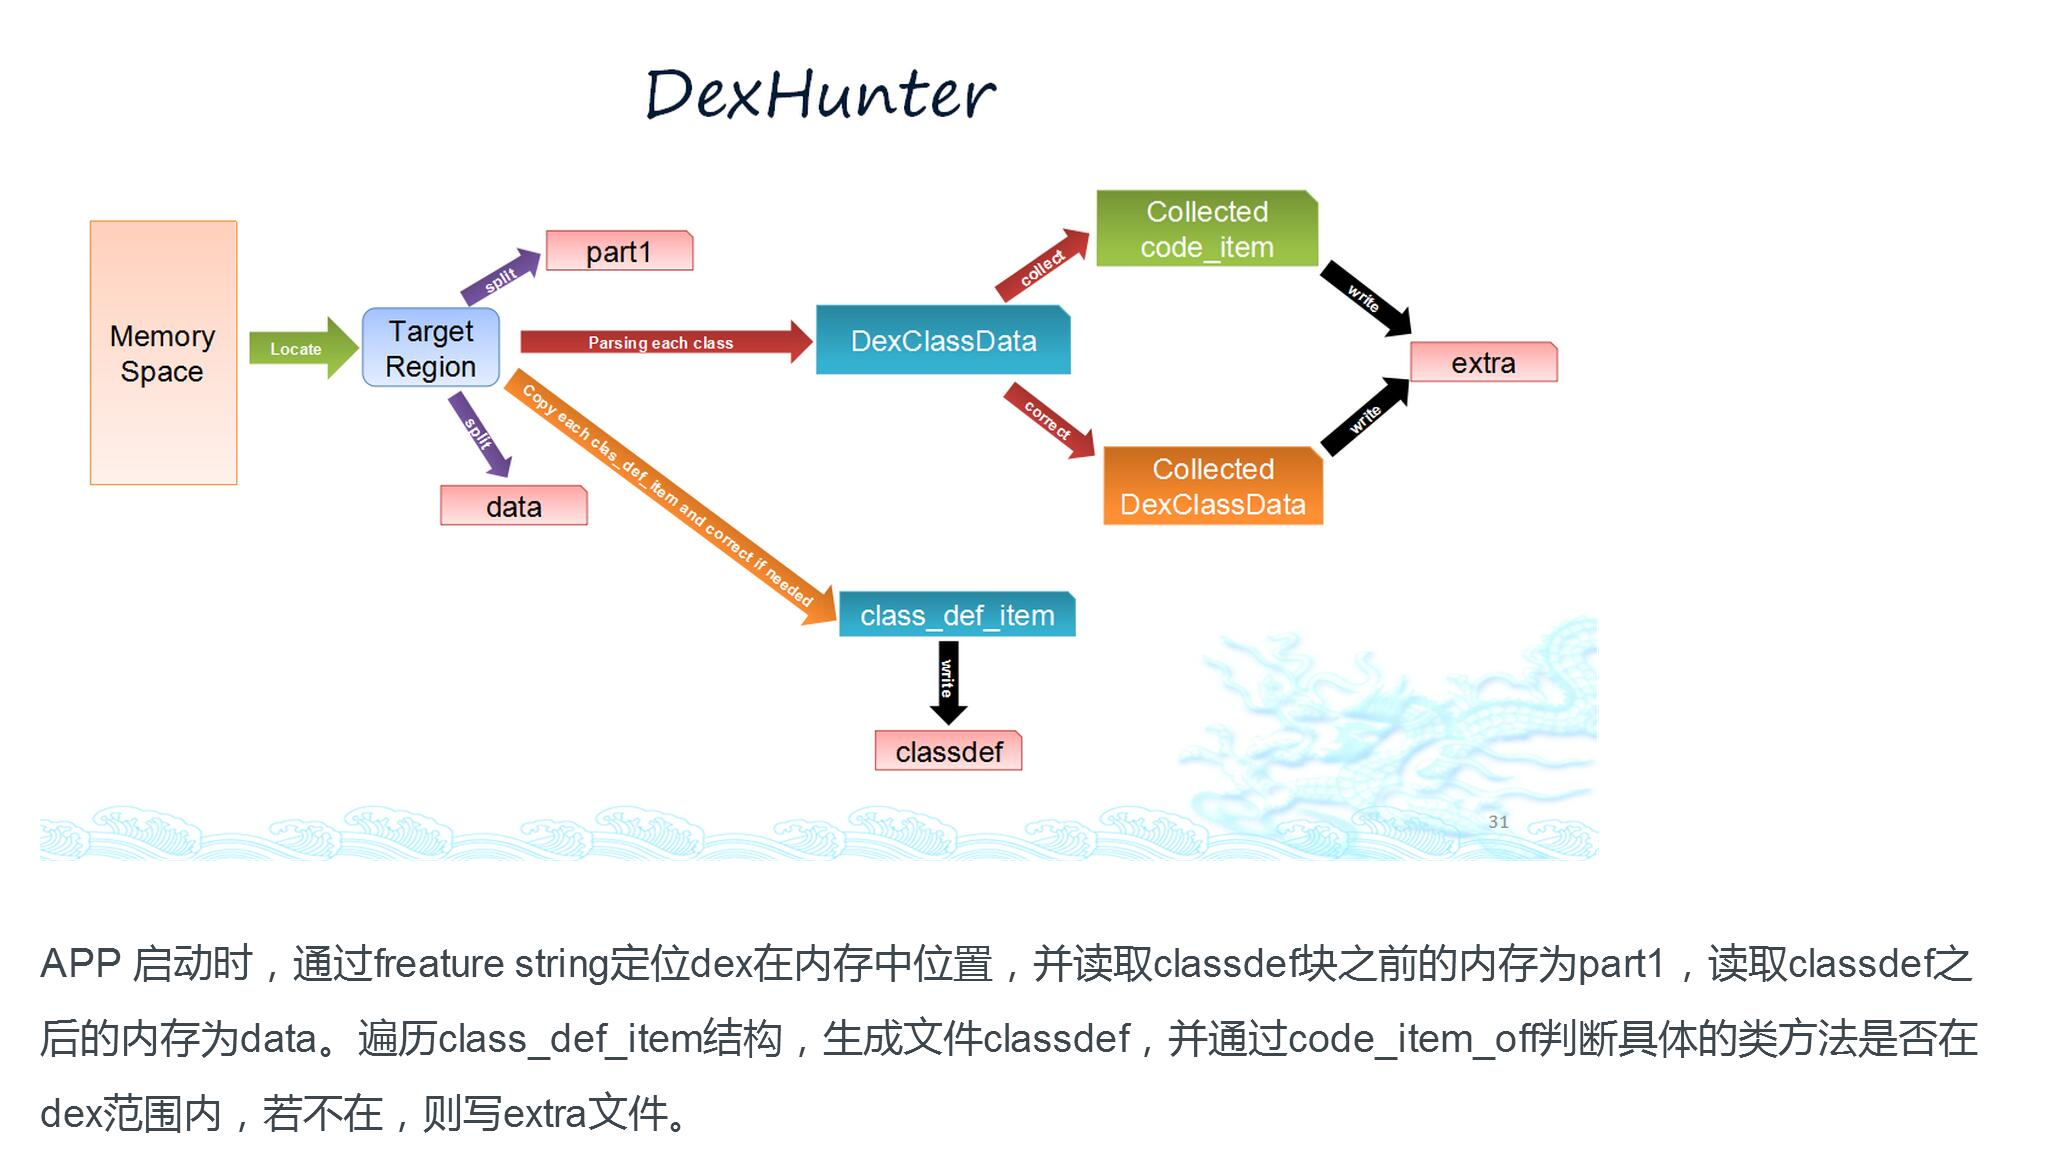 DexHunter
Memory
Space
Locate
Target
Region
split
part1
split
data
Parsing each class
DexClassData
Copy each clas_def_item and correct if needed
collect
Collected
code_item
correct
Collected
DexClassData
write
write
extra
class_def_item
write
classdef
31
APP 启动时，通过freature string定位dex在内存中位置，并读取classdef块之前的内存为part1，读取classdef之
后的内存为data。遍历class_def_item结构，生成文件classdef，并通过code_item_off判断具体的类方法是否在
dex范围内，若不在，则写extra文件。